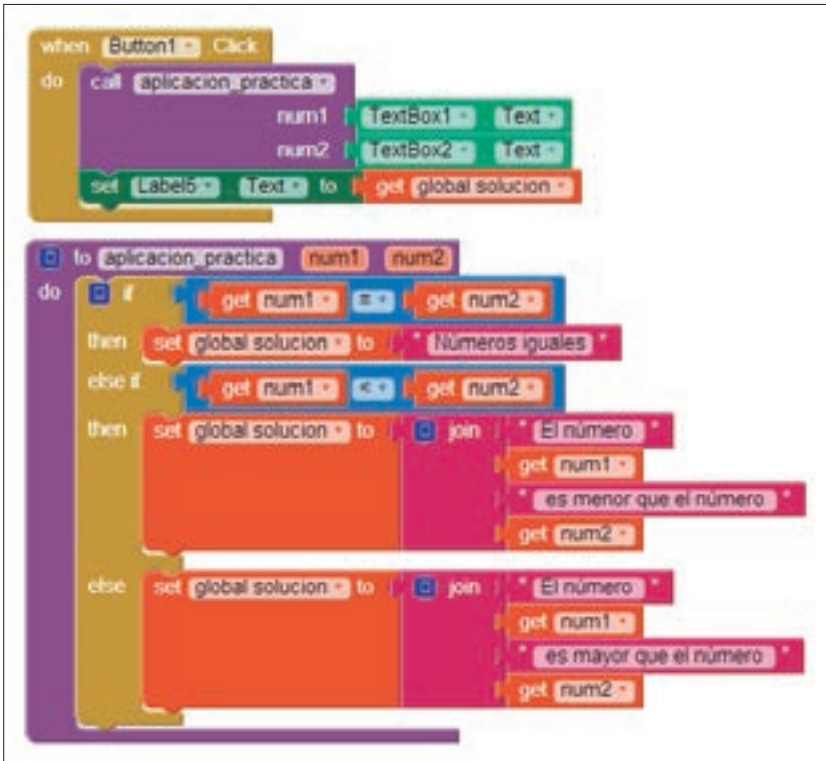 when Button1 .Click
do call aplicacion_practica
num1 TextBox1 . Text
num2 TextBox2 . Text
set Label5 . Text to get global solucion
to aplicacion_practica num1 num2
do if get num1 = get num2
then set global solucion to " Números iguales "
else if get num1 < get num2
then set global solucion to join " El número "
get num1
" es menor que el número "
get num2
else set global solucion to join " El número "
get num1
" es mayor que el número "
get num2